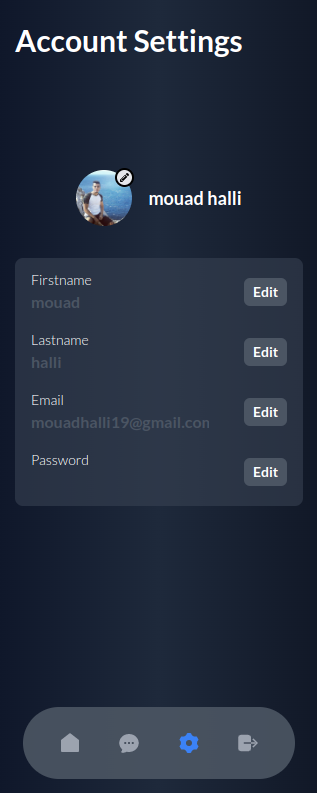 Account Settings
mouad halli
Firstname
mouad
Edit
Lastname
halli
Edit
Email
mouadhalli19@gmail.con
Edit
Password
Edit